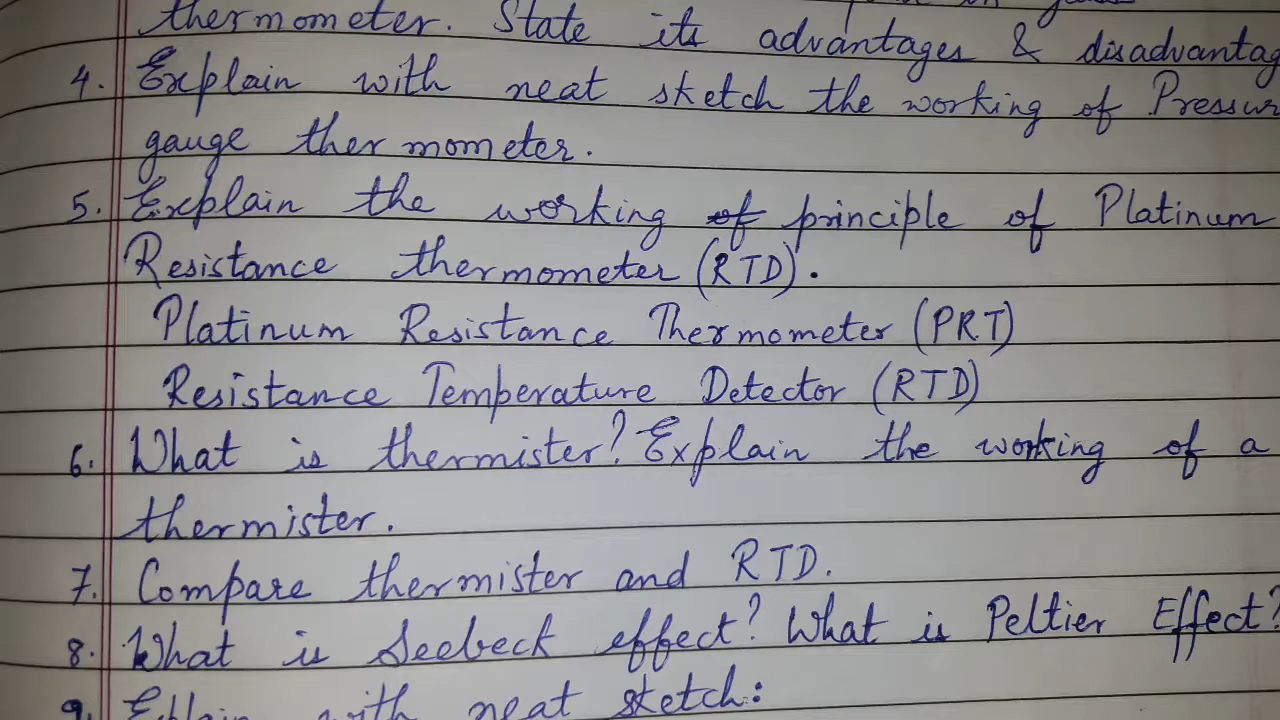 thermometer. State its advantages & disadvantag
4. Explain with neat sketch the working of Pressur
gauge thermometer.
5. Explain the working of principle of Platinum
Resistance thermometer (RTD).
Platinum Resistance Thermometer (PRT)
Resistance Temperature Detector (RTD)
6. What is thermister? Explain the working of a
thermister.
7. Compare thermister and RTD.
8. What is Seebeck effect? What is Peltier Effect?
9. Explain with neat sketch: